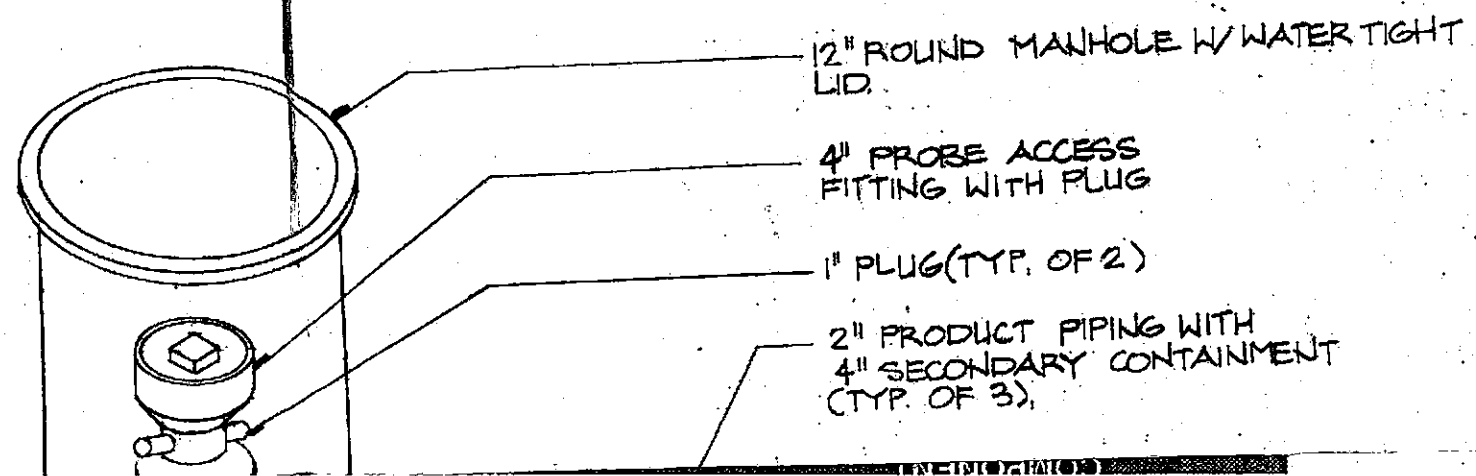 12" ROUND MANHOLE W/ WATER TIGHT
LID.
4" PROBE ACCESS
FITTING WITH PLUG
1" PLUG (TYP. OF 2)
2" PRODUCT PIPING WITH
4" SECONDARY CONTAINMENT
(TYP. OF 3).